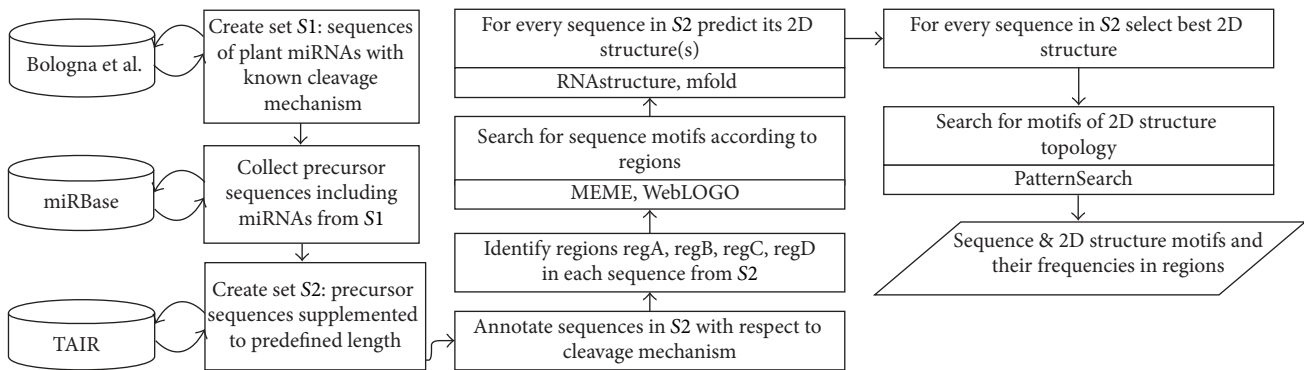 Bologna et al.
Create set S1: sequences
of plant miRNAs with
known cleavage
mechanism
miRBase
Collect precursor
sequences including
miRNAs from S1
TAIR
Create set S2: precursor
sequences supplemented
to predefined length
Annotate sequences in S2 with respect to
cleavage mechanism
Identify regions regA, regB, regC, regD
in each sequence from S2
Search for sequence motifs according to
regions
MEME, WebLOGO
For every sequence in S2 predict its 2D
structure(s)
RNAstructure, mfold
For every sequence in S2 select best 2D
structure
Search for motifs of 2D structure
topology
PatternSearch
Sequence & 2D structure motifs and
their frequencies in regions